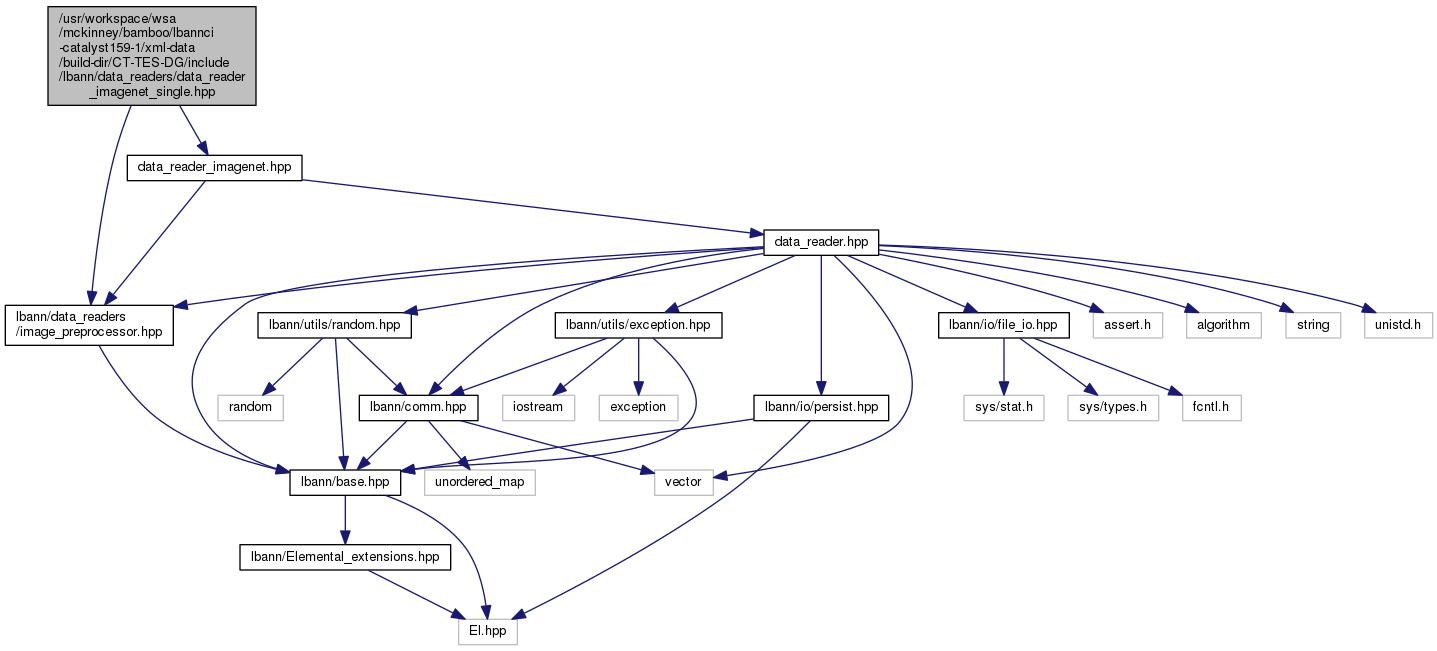 /usr/workspace/wsa
/mckinney/bamboo/lbannci
-catalyst159-1/xml-data
/build-dir/CT-TES-DG/include
/lbann/data_readers/data_reader
_imagenet_single.hpp
data_reader_imagenet.hpp
data_reader.hpp
lbann/data_readers
/image_preprocessor.hpp
lbann/utils/random.hpp
lbann/utils/exception.hpp
lbann/io/file_io.hpp
assert.h
algorithm
string
unistd.h
random
lbann/comm.hpp
iostream
exception
lbann/io/persist.hpp
sys/stat.h
sys/types.h
fcntl.h
lbann/base.hpp
unordered_map
vector
lbann/Elemental_extensions.hpp
El.hpp